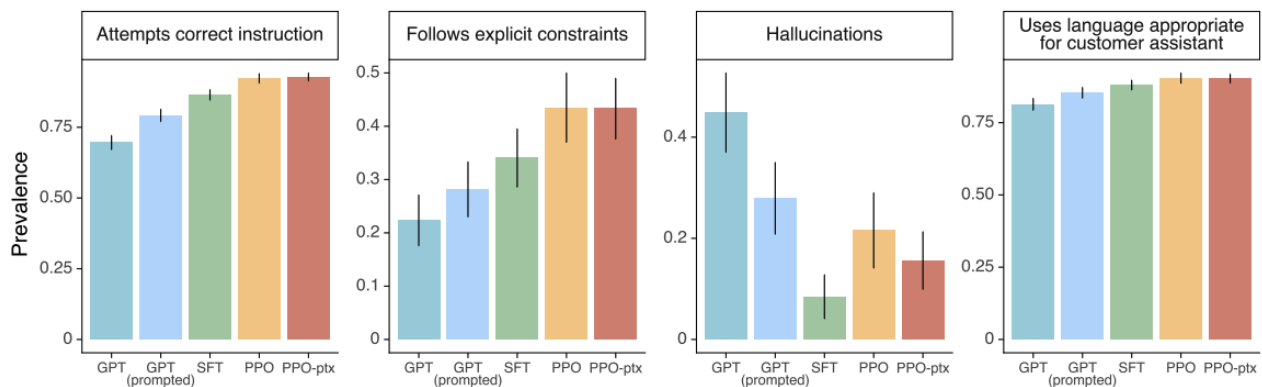 Attempts correct instruction
Follows explicit constraints
Hallucinations
Uses language appropriate
for customer assistant
Prevalence
0.75
0.50
0.25
0
GPT
GPT
(prompted)
SFT
PPO
PPO-ptx
0.5
0.4
0.3
0.2
0.1
0
GPT
GPT
(prompted)
SFT
PPO
PPO-ptx
0.4
0.2
0
GPT
GPT
(prompted)
SFT
PPO
PPO-ptx
0.75
0.50
0.25
0
GPT
GPT
(prompted)
SFT
PPO
PPO-ptx